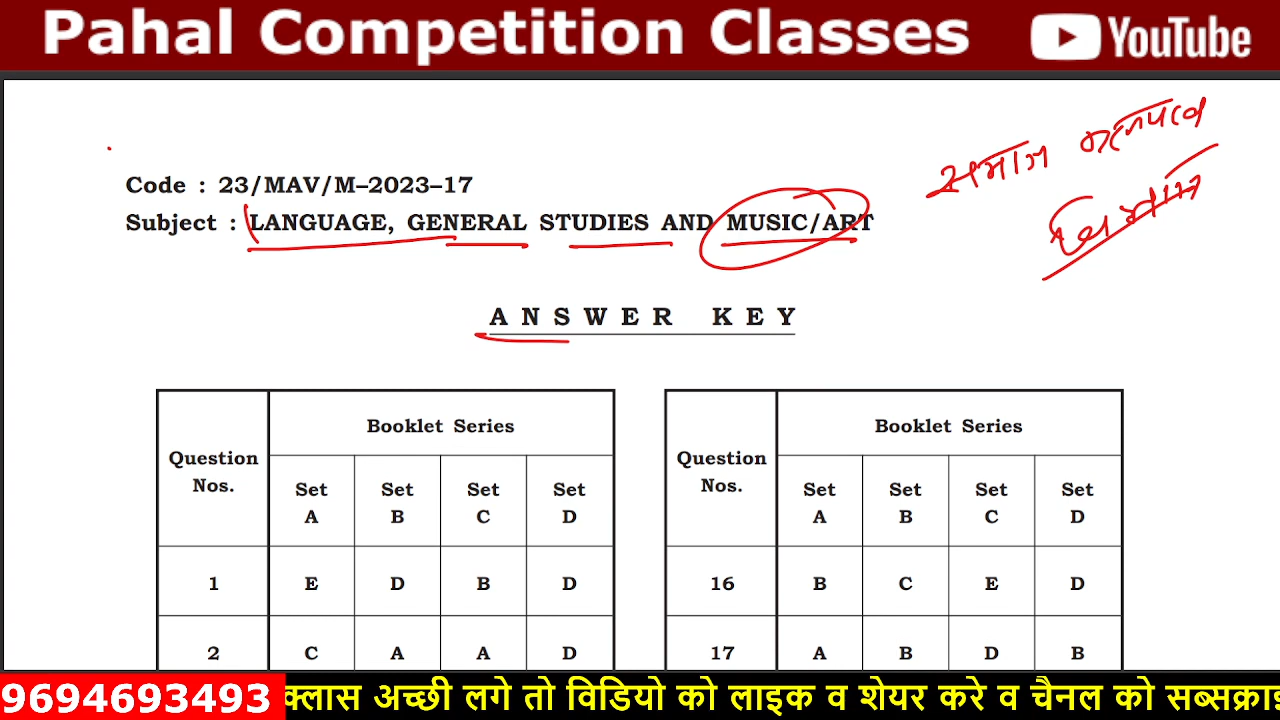 Pahal Competition Classes YouTube
Code : 23/MAV/M–2023–17
Subject : LANGUAGE, GENERAL STUDIES AND MUSIC/ART
ANSWER KEY
Question Nos. Booklet Series
Set A Set B Set C Set D
1 E D B D
2 C A A D
Question Nos. Booklet Series
Set A Set B Set C Set D
16 B C E D
17 A B D B
9694693493 क्लास अच्छी लगे तो विडियो को लाइक व शेयर करे व चैनल को सब्सक्राइ